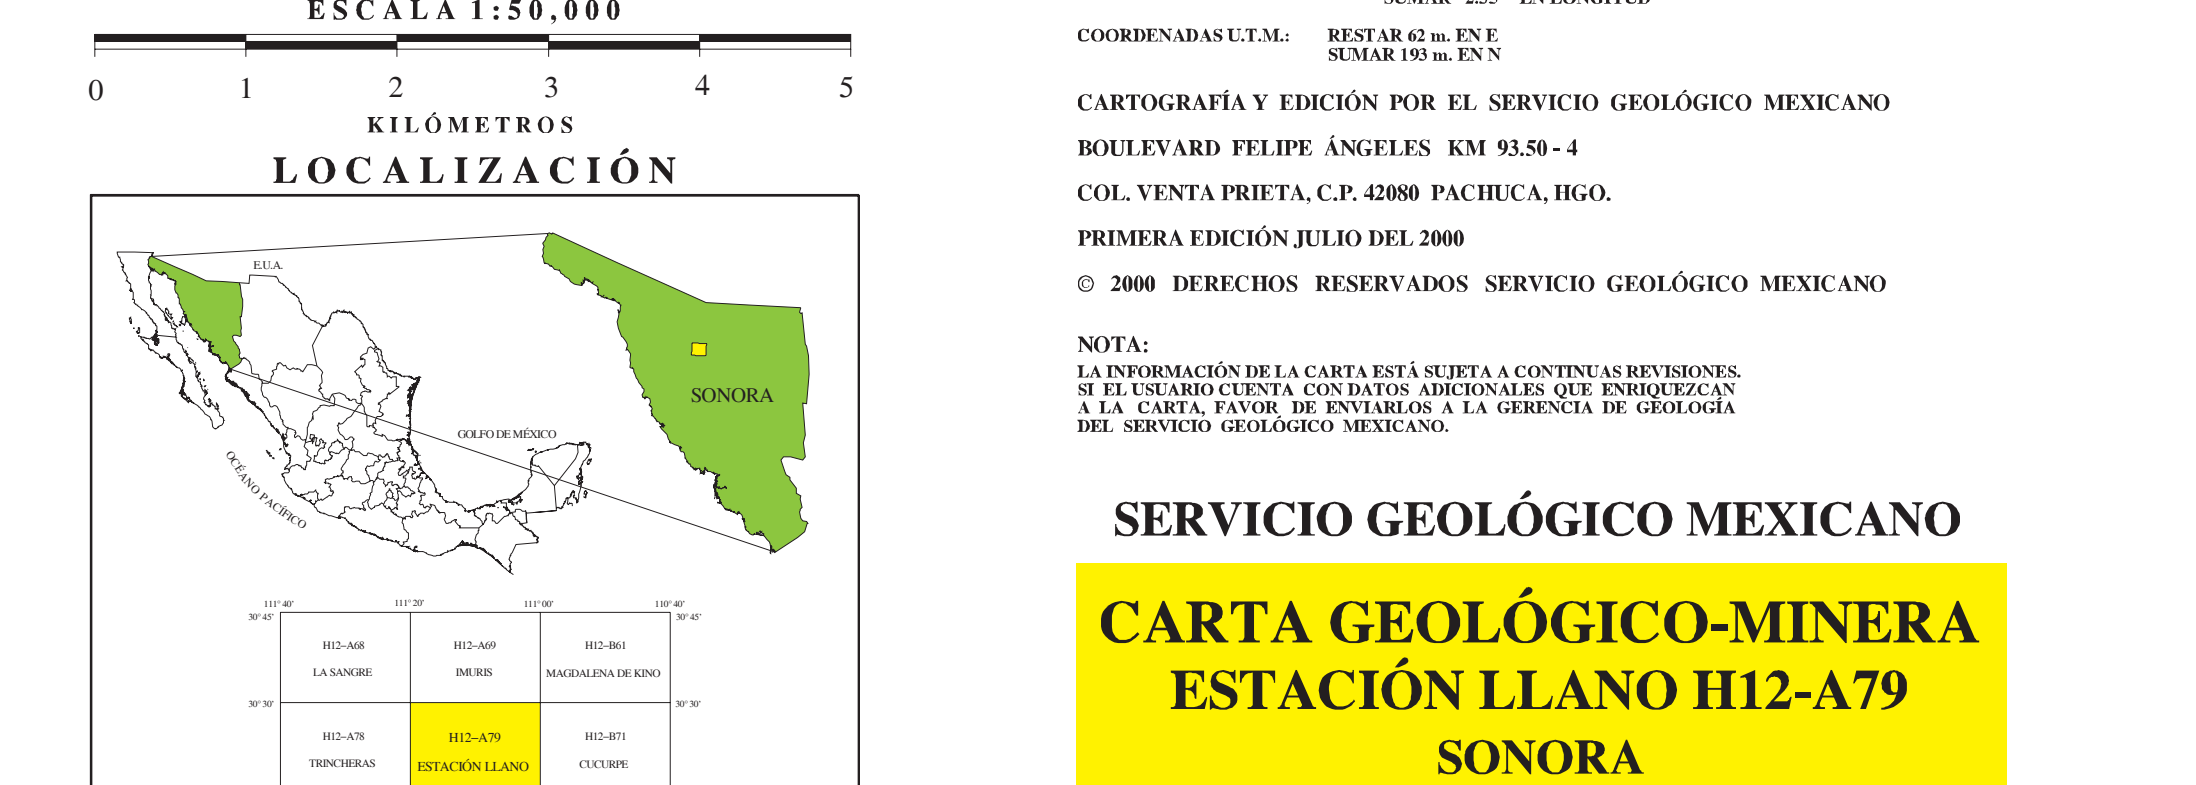 ESCALA 1:50,000
0 1 2 3 4 5
KILÓMETROS
LOCALIZACIÓN
E.U.A.
SONORA
GOLFO DE MÉXICO
OCÉANO PACÍFICO
111° 40' 111° 20' 111° 00' 110° 40'
30° 45' 30° 45'
H12–A68 H12–A69 H12–B61
LA SANGRE IMURIS MAGDALENA DE KINO
30° 30' 30° 30'
H12–A78 H12–A79 H12–B71
TRINCHERAS ESTACIÓN LLANO CUCURPE
COORDENADAS U.T.M.: RESTAR 62 m. EN E
SUMAR 193 m. EN N
CARTOGRAFÍA Y EDICIÓN POR EL SERVICIO GEOLÓGICO MEXICANO
BOULEVARD FELIPE ÁNGELES KM 93.50 - 4
COL. VENTA PRIETA, C.P. 42080 PACHUCA, HGO.
PRIMERA EDICIÓN JULIO DEL 2000
© 2000 DERECHOS RESERVADOS SERVICIO GEOLÓGICO MEXICANO
NOTA:
LA INFORMACIÓN DE LA CARTA ESTÁ SUJETA A CONTINUAS REVISIONES.
SI EL USUARIO CUENTA CON DATOS ADICIONALES QUE ENRIQUEZCAN
A LA CARTA, FAVOR DE ENVIARLOS A LA GERENCIA DE GEOLOGÍA
DEL SERVICIO GEOLÓGICO MEXICANO.
SERVICIO GEOLÓGICO MEXICANO
CARTA GEOLÓGICO-MINERA
ESTACIÓN LLANO H12-A79
SONORA